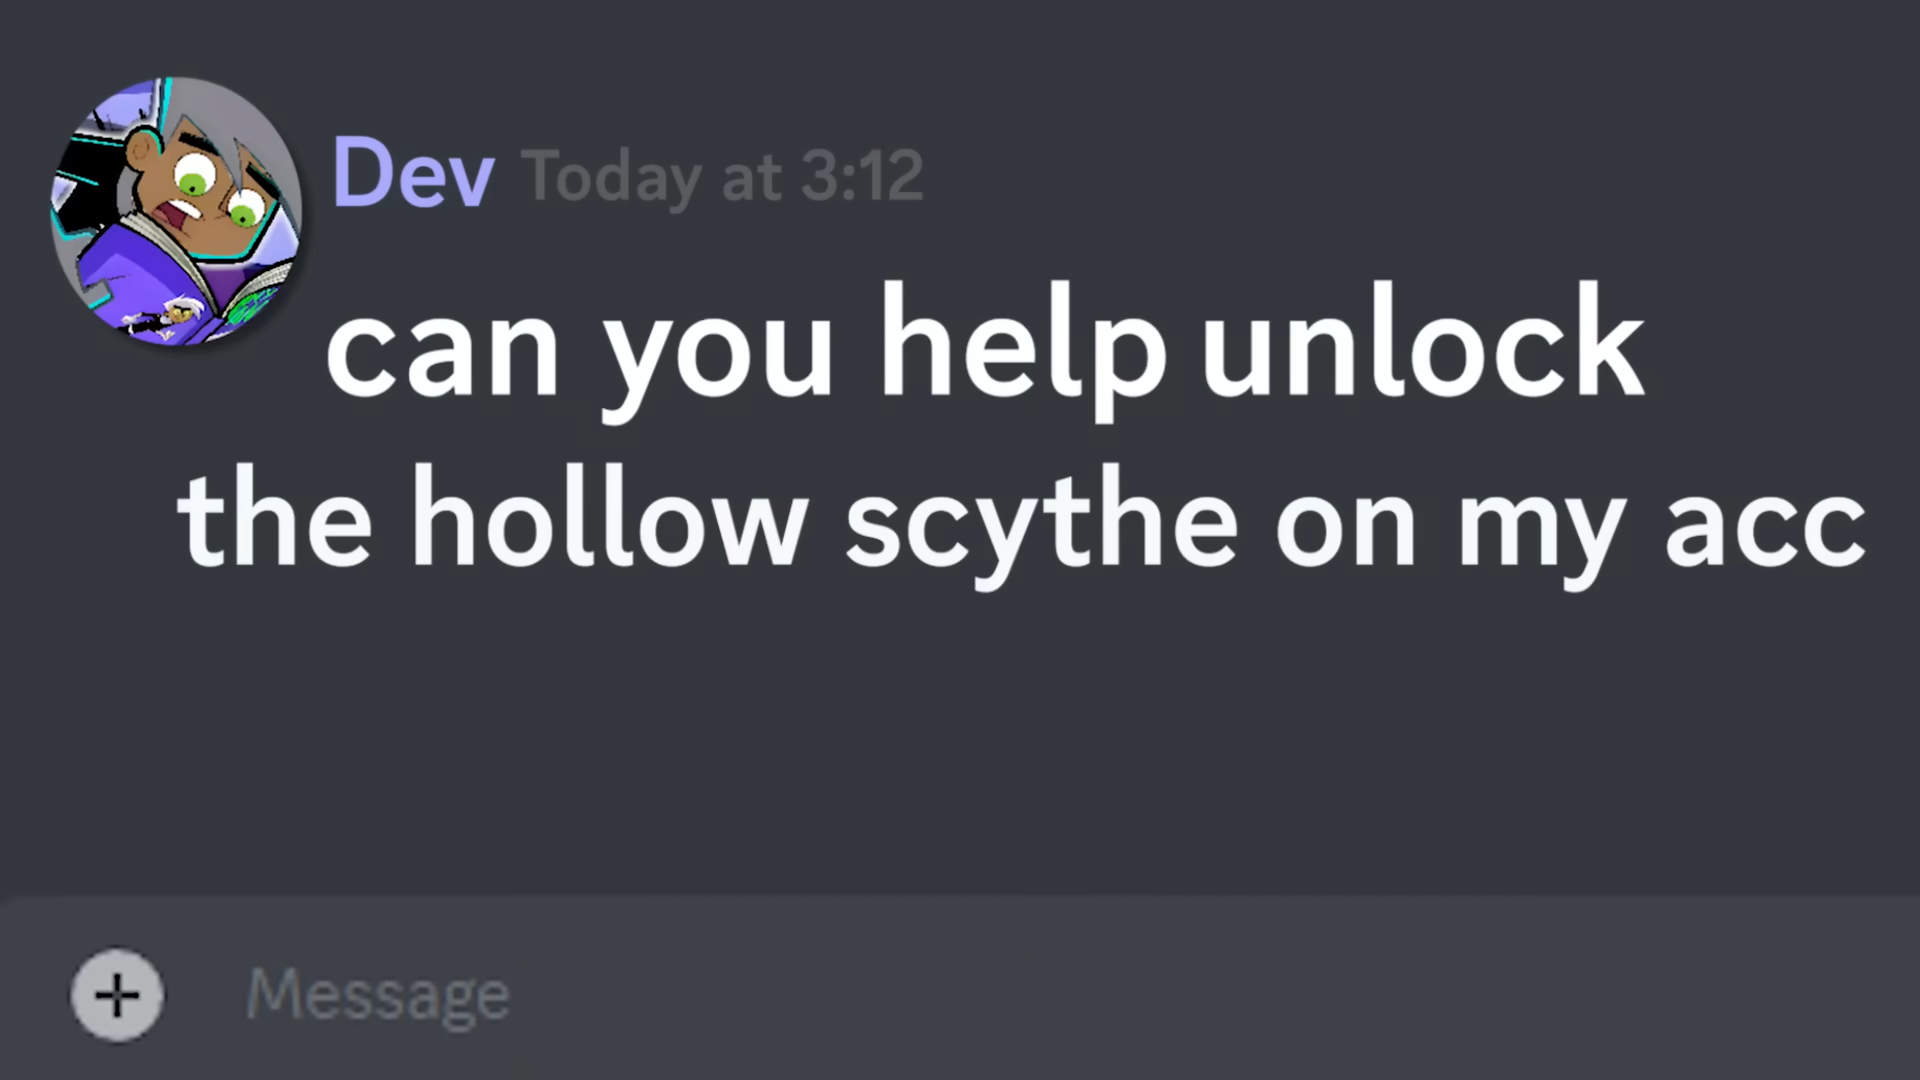 Dev Today at 3:12
can you help unlock
the hollow scythe on my acc
Message